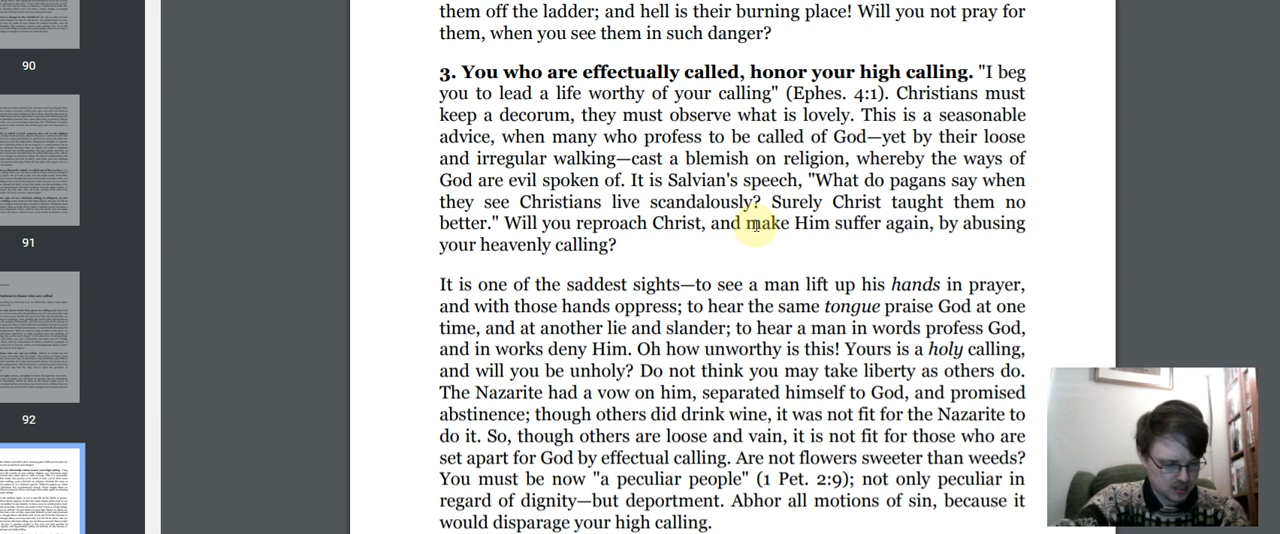 90
91
92
them off the ladder; and hell is their burning place! Will you not pray for
them, when you see them in such danger?
3. You who are effectually called, honor your high calling. "I beg
you to lead a life worthy of your calling" (Ephes. 4:1). Christians must
keep a decorum, they must observe what is lovely. This is a seasonable
advice, when many who profess to be called of God—yet by their loose
and irregular walking—cast a blemish on religion, whereby the ways of
God are evil spoken of. It is Salvian's speech, "What do pagans say when
they see Christians live scandalously? Surely Christ taught them no
better." Will you reproach Christ, and make Him suffer again, by abusing
your heavenly calling?
It is one of the saddest sights—to see a man lift up his hands in prayer,
and with those hands oppress; to hear the same tongue praise God at one
time, and at another lie and slander; to hear a man in words profess God,
and in works deny Him. Oh how unworthy is this! Yours is a holy calling,
and will you be unholy? Do not think you may take liberty as others do.
The Nazarite had a vow on him, separated himself to God, and promised
abstinence; though others did drink wine, it was not fit for the Nazarite to
do it. So, though others are loose and vain, it is not fit for those who are
set apart for God by effectual calling. Are not flowers sweeter than weeds?
You must be now "a peculiar people" (1 Pet. 2:9); not only peculiar in
regard of dignity—but deportment. Abhor all motions of sin, because it
would disparage your high calling.